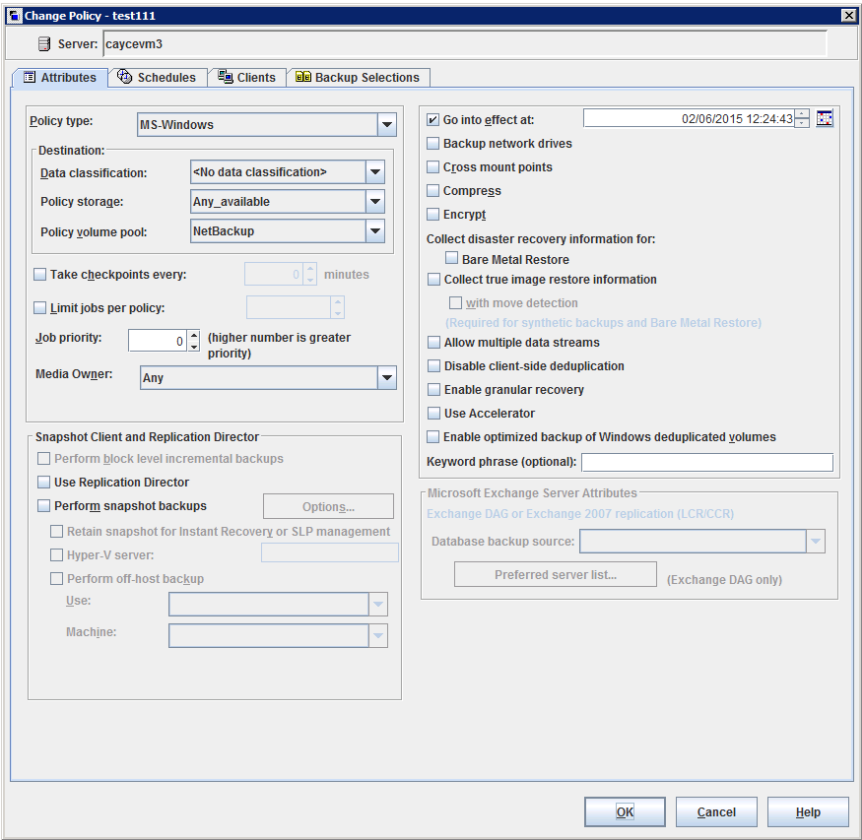 Change Policy - test111
Server: caycevm3
Attributes Schedules Clients Backup Selections
Policy type: MS-Windows
Destination:
Data classification: <No data classification>
Policy storage: Any_available
Policy volume pool: NetBackup
Take checkpoints every: 0 minutes
Limit jobs per policy:
Job priority: 0 (higher number is greater
priority)
Media Owner: Any
Snapshot Client and Replication Director
Perform block level incremental backups
Use Replication Director
Perform snapshot backups Options...
Retain snapshot for Instant Recovery or SLP management
Hyper-V server:
Perform off-host backup
Use:
Machine:
Go into effect at: 02/06/2015 12:24:43
Backup network drives
Cross mount points
Compress
Encrypt
Collect disaster recovery information for:
Bare Metal Restore
Collect true image restore information
with move detection
(Required for synthetic backups and Bare Metal Restore)
Allow multiple data streams
Disable client-side deduplication
Enable granular recovery
Use Accelerator
Enable optimized backup of Windows deduplicated volumes
Keyword phrase (optional):
Microsoft Exchange Server Attributes
Exchange DAG or Exchange 2007 replication (LCR/CCR)
Database backup source:
Preferred server list... (Exchange DAG only)
OK Cancel Help